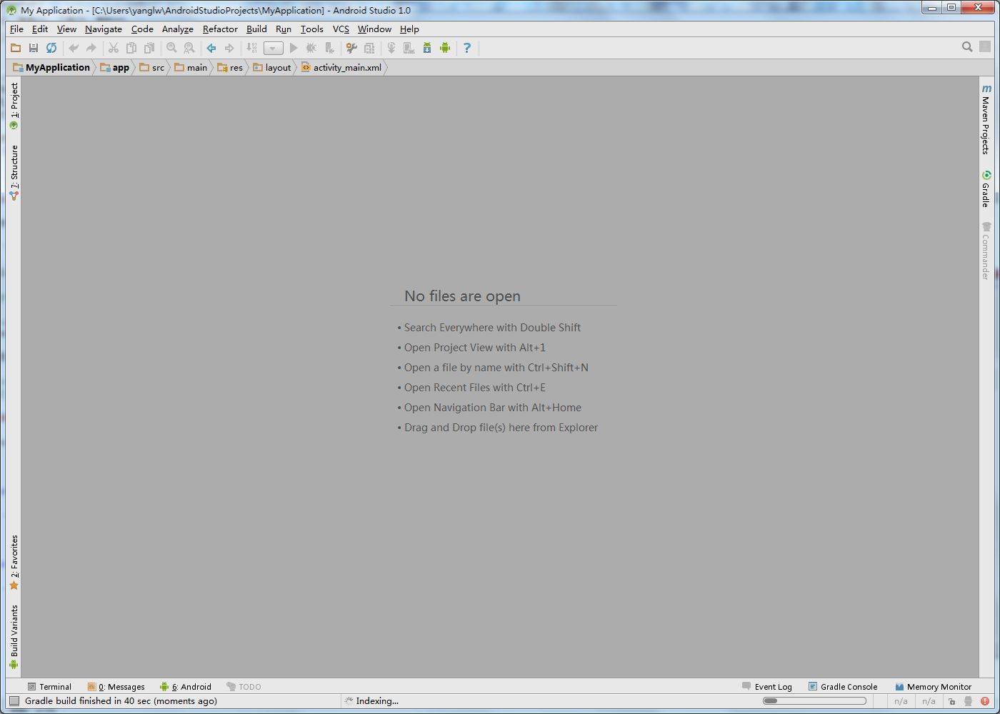 My Application - [C:\Users\yanglw\AndroidStudioProjects\MyApplication] - Android Studio 1.0
File Edit View Navigate Code Analyze Refactor Build Run Tools VCS Window Help
MyApplication app src main res layout activity_main.xml
1: Project
7: Structure
2: Favorites
Build Variants
No files are open
• Search Everywhere with Double Shift
• Open Project View with Alt+1
• Open a file by name with Ctrl+Shift+N
• Open Recent Files with Ctrl+E
• Open Navigation Bar with Alt+Home
• Drag and Drop file(s) here from Explorer
m
Maven Projects
Gradle
Commander
Terminal 0: Messages 6: Android TODO Event Log Gradle Console Memory Monitor
Gradle build finished in 40 sec (moments ago) Indexing... n/a n/a